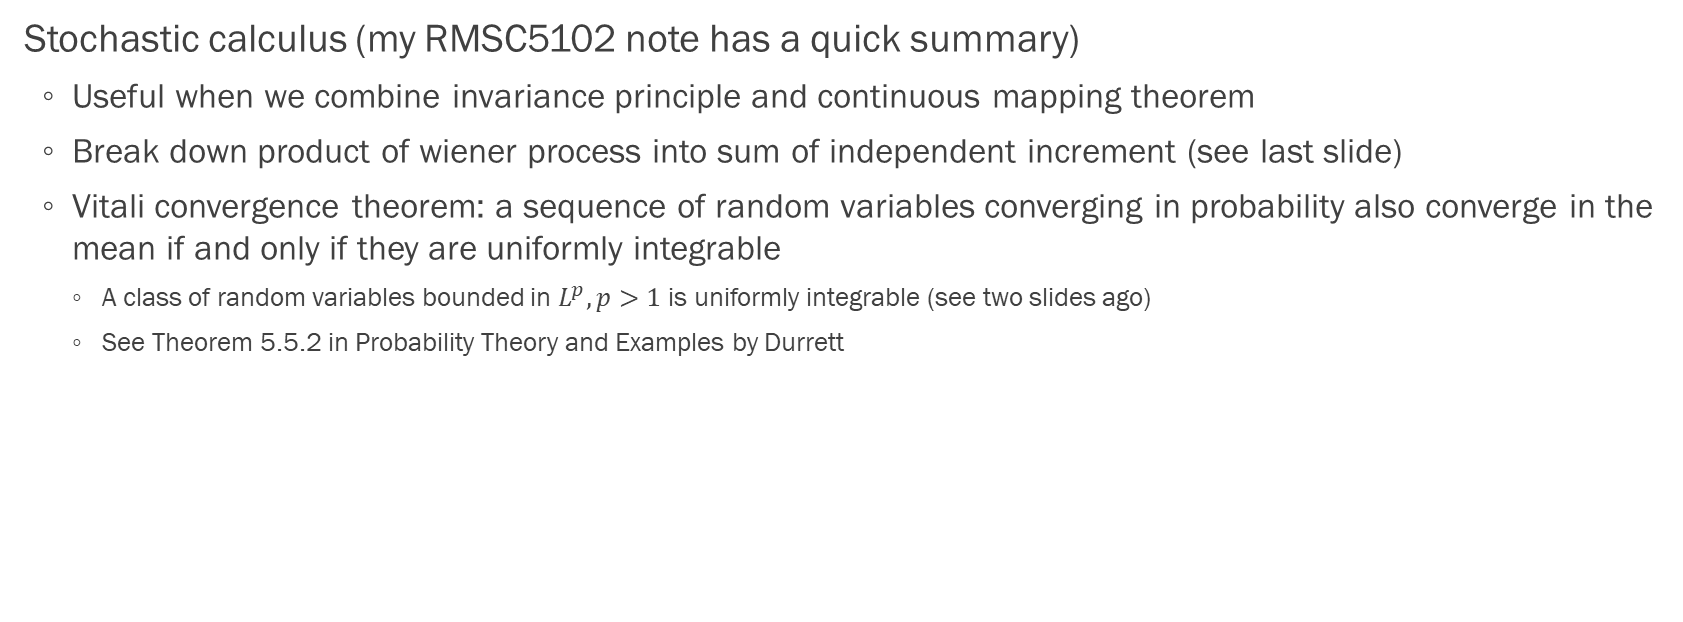 Stochastic calculus (my RMSC5102 note has a quick summary)
◦ Useful when we combine invariance principle and continuous mapping theorem
◦ Break down product of wiener process into sum of independent increment (see last slide)
◦ Vitali convergence theorem: a sequence of random variables converging in probability also converge in the
mean if and only if they are uniformly integrable
◦ A class of random variables bounded in 𝐿ᵖ, 𝑝 > 1 is uniformly integrable (see two slides ago)
◦ See Theorem 5.5.2 in Probability Theory and Examples by Durrett